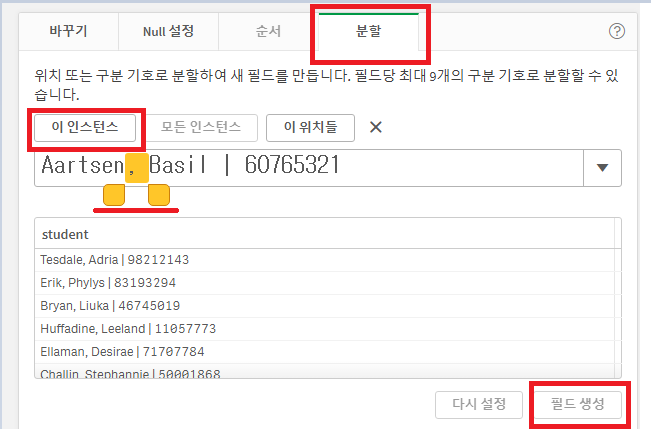 바꾸기 Null 설정 순서 분할
위치 또는 구분 기호로 분할하여 새 필드를 만듭니다. 필드당 최대 9개의 구분 기호로 분할할 수 있
습니다.
이 인스턴스 모든 인스턴스 이 위치들
Aartsen, Basil | 60765321
student
Tesdale, Adria | 98212143
Erik, Phylys | 83193294
Bryan, Liuka | 46745019
Huffadine, Leeland | 11057773
Ellaman, Desirae | 71707784
Challin, Stephannie | 50001868
다시 설정 필드 생성